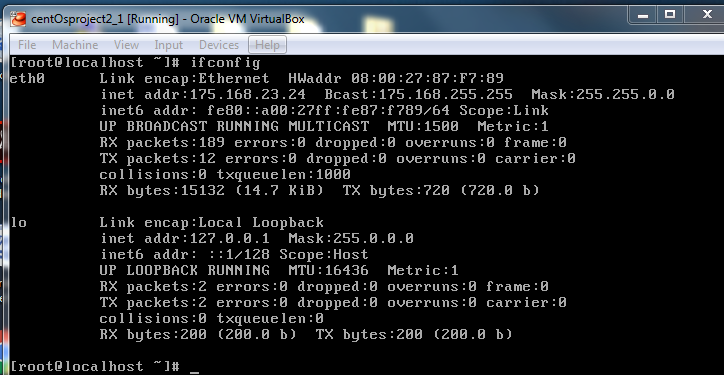 centOsproject2_1 [Running] - Oracle VM VirtualBox
File Machine View Input Devices Help
[root@localhost ~]# ifconfig
eth0 Link encap:Ethernet HWaddr 08:00:27:87:F7:89
inet addr:175.168.23.24 Bcast:175.168.255.255 Mask:255.255.0.0
inet6 addr: fe80::a00:27ff:fe87:f789/64 Scope:Link
UP BROADCAST RUNNING MULTICAST MTU:1500 Metric:1
RX packets:189 errors:0 dropped:0 overruns:0 frame:0
TX packets:12 errors:0 dropped:0 overruns:0 carrier:0
collisions:0 txqueuelen:1000
RX bytes:15132 (14.7 KiB) TX bytes:720 (720.0 b)
lo Link encap:Local Loopback
inet addr:127.0.0.1 Mask:255.0.0.0
inet6 addr: ::1/128 Scope:Host
UP LOOPBACK RUNNING MTU:16436 Metric:1
RX packets:2 errors:0 dropped:0 overruns:0 frame:0
TX packets:2 errors:0 dropped:0 overruns:0 carrier:0
collisions:0 txqueuelen:0
RX bytes:200 (200.0 b) TX bytes:200 (200.0 b)
[root@localhost ~]# _